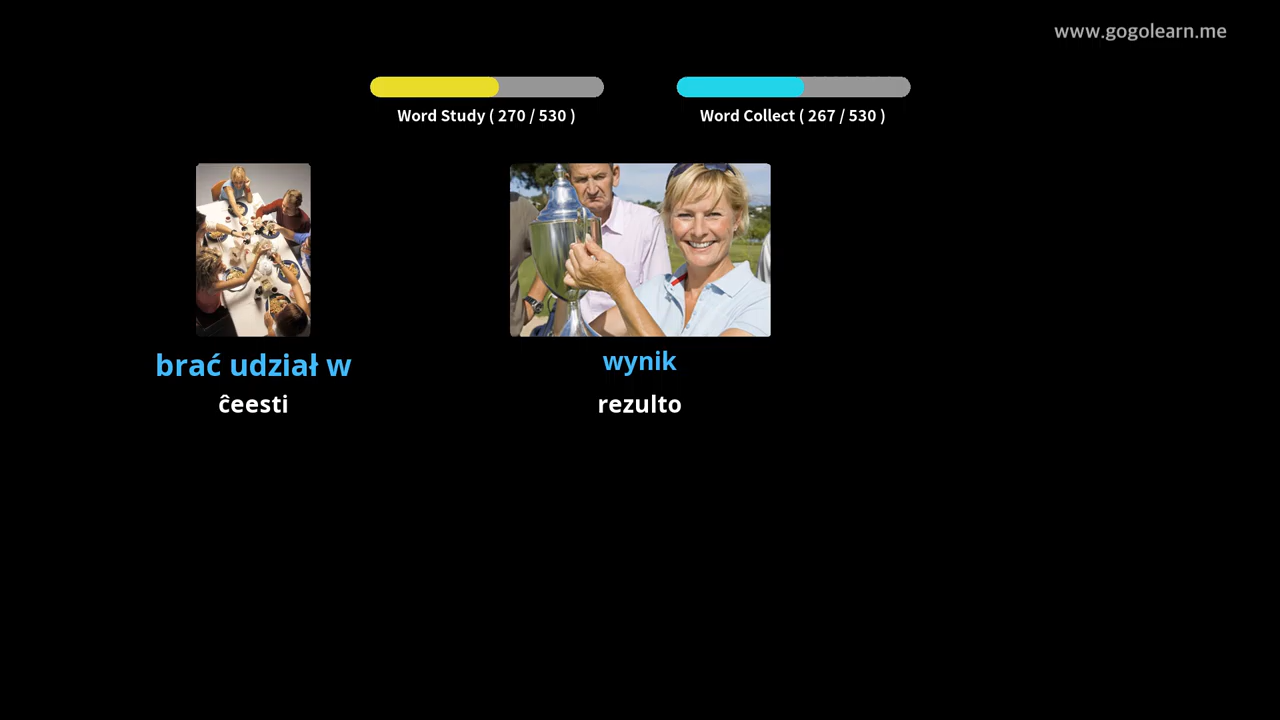 www.gogolearn.me
Word Study ( 270 / 530 )
Word Collect ( 267 / 530 )
brać udział w
ĉeesti
wynik
rezulto